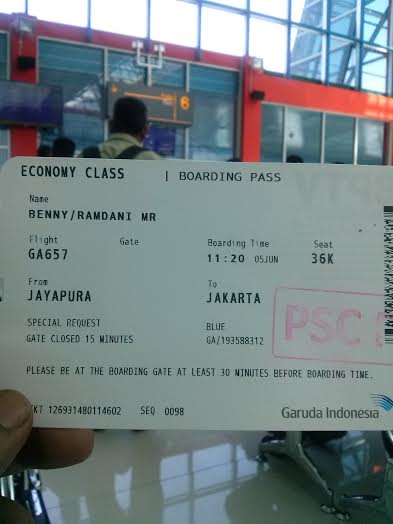 6
ECONOMY CLASS | BOARDING PASS
Name
BENNY/RAMDANI MR
Flight Gate Boarding Time Seat
GA657 11:20 05JUN 36K
From To
JAYAPURA JAKARTA
SPECIAL REQUEST BLUE
GATE CLOSED 15 MINUTES GA/193588312
PSC
PLEASE BE AT THE BOARDING GATE AT LEAST 30 MINUTES BEFORE BOARDING TIME.
TKT 126931480114602 SEQ 0098
Garuda Indonesia